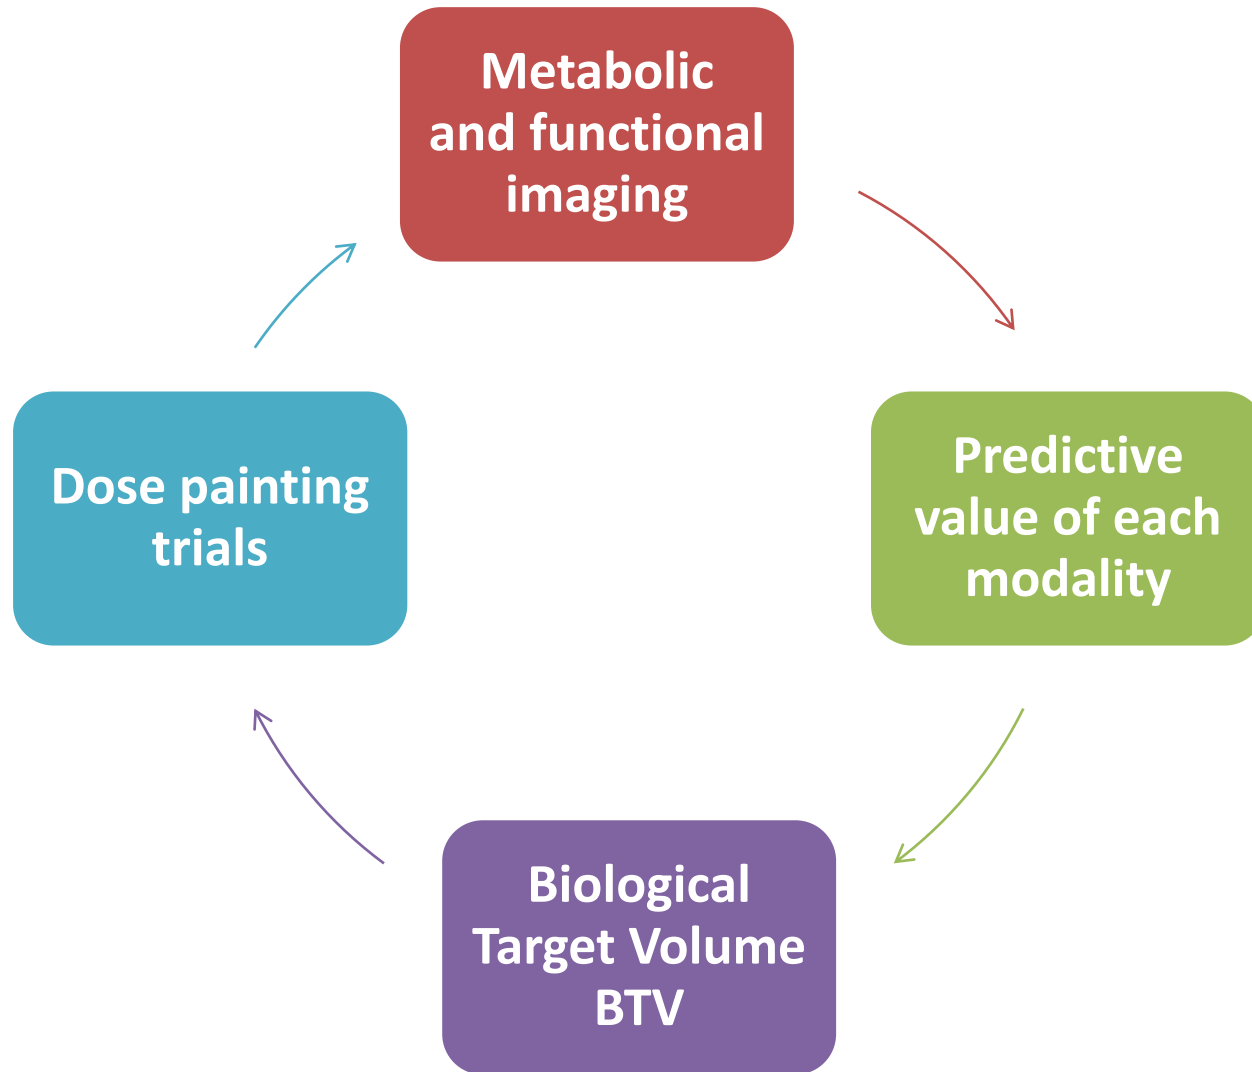 Metabolic
and functional
imaging
Dose painting
trials
Predictive
value of each
modality
Biological
Target Volume
BTV